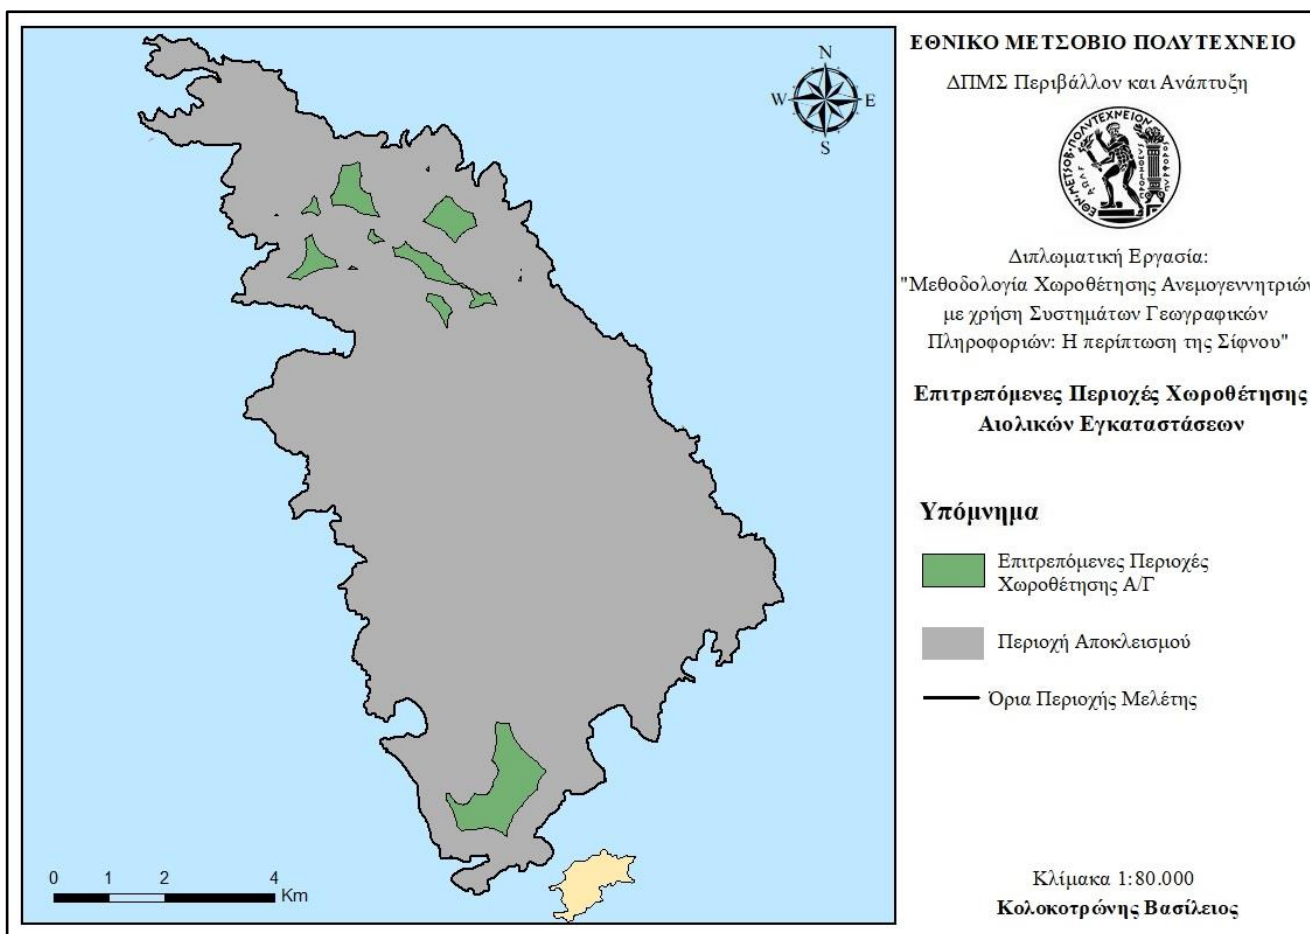 ΕΘΝΙΚΟ ΜΕΤΣΟΒΙΟ ΠΟΛΥΤΕΧΝΕΙΟ
ΔΠΜΣ Περιβάλλον και Ανάπτυξη
Διπλωματική Εργασία:
"Μεθοδολογία Χωροθέτησης Ανεμογεννητριών
με χρήση Συστημάτων Γεωγραφικών
Πληροφοριών: Η περίπτωση της Σίφνου"
Επιτρεπόμενες Περιοχές Χωροθέτησης
Αιολικών Εγκαταστάσεων
Υπόμνημα
Επιτρεπόμενες Περιοχές
Χωροθέτησης Α/Γ
Περιοχή Αποκλεισμού
Όρια Περιοχής Μελέτης
Κλίμακα 1:80.000
Κολοκοτρώνης Βασίλειος
N
W E
S
0 1 2 4
Km